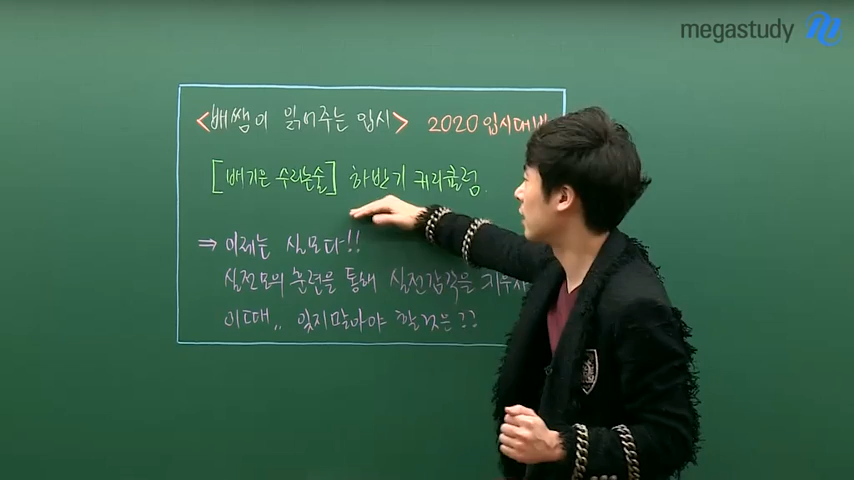 megastudy
<배쌤이 읽어주는 입시> 2020 입시대비
[배기은 수리논술] 하반기 커리큘럼.
⇒ 이제는 실모다!!
실전모의 훈련을 통해 실전감각을 키우자
이때,, 잊지말아야 할것은??